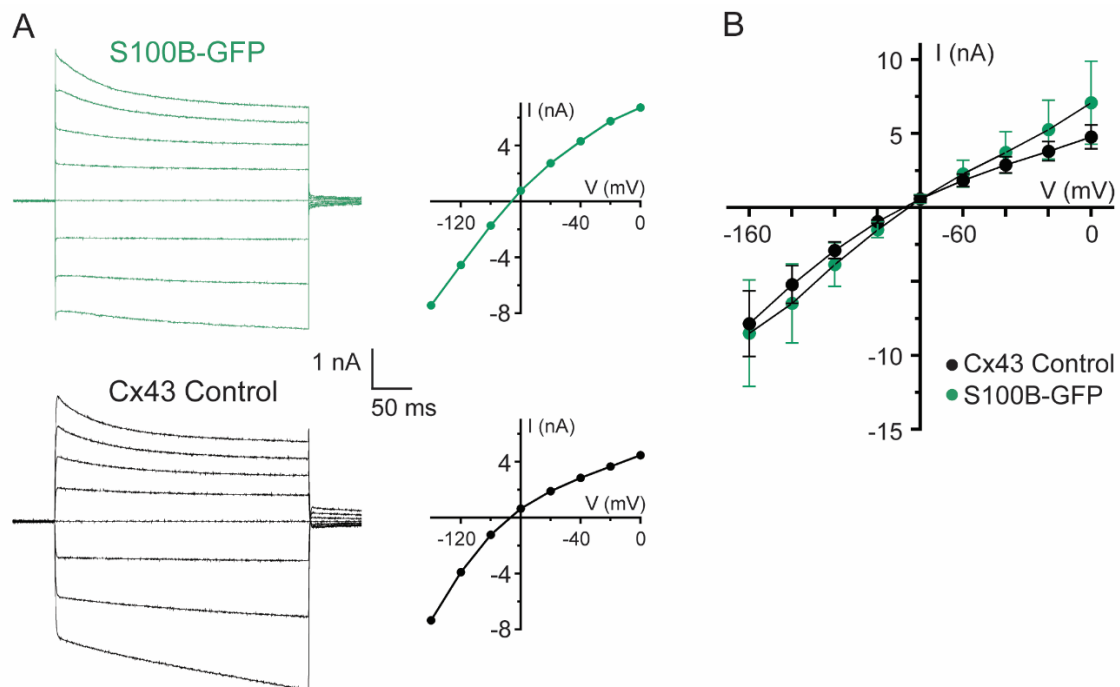 A
S100B-GFP
I (nA)
4
V (mV)
-120
-40
0
-4
-8
1 nA
50 ms
Cx43 Control
I (nA)
4
V (mV)
-120
-40
0
-4
-8
B
I (nA)
10
5
V (mV)
-160
-60
0
-5
-10
-15
Cx43 Control
S100B-GFP